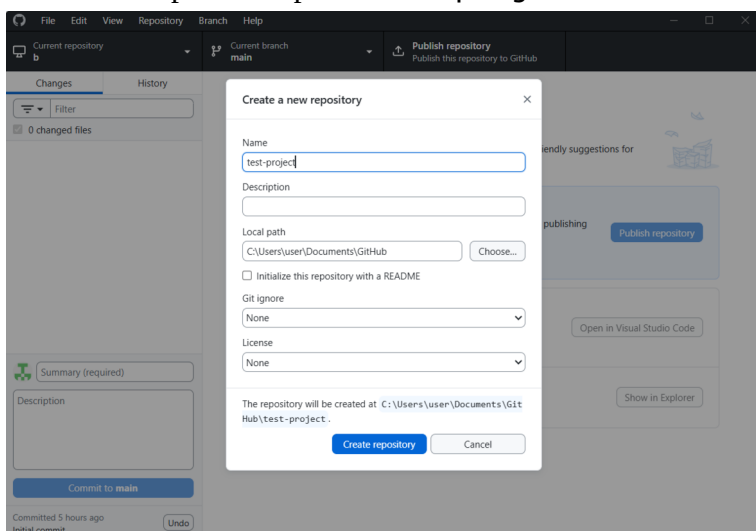 File Edit View Repository Branch Help
Current repository
b
Current branch
main
Publish repository
Publish this repository to GitHub
Changes History
Filter
0 changed files
Create a new repository
Name
test-project
Description
Local path
C:\Users\user\Documents\GitHub
Choose...
Initialize this repository with a README
Git ignore
None
License
None
The repository will be created at C:\Users\user\Documents\Git
Hub\test-project.
Create repository Cancel
iendly suggestions for
publishing
Publish repository
Open in Visual Studio Code
Show in Explorer
Summary (required)
Description
Commit to main
Committed 5 hours ago
Initial commit
Undo